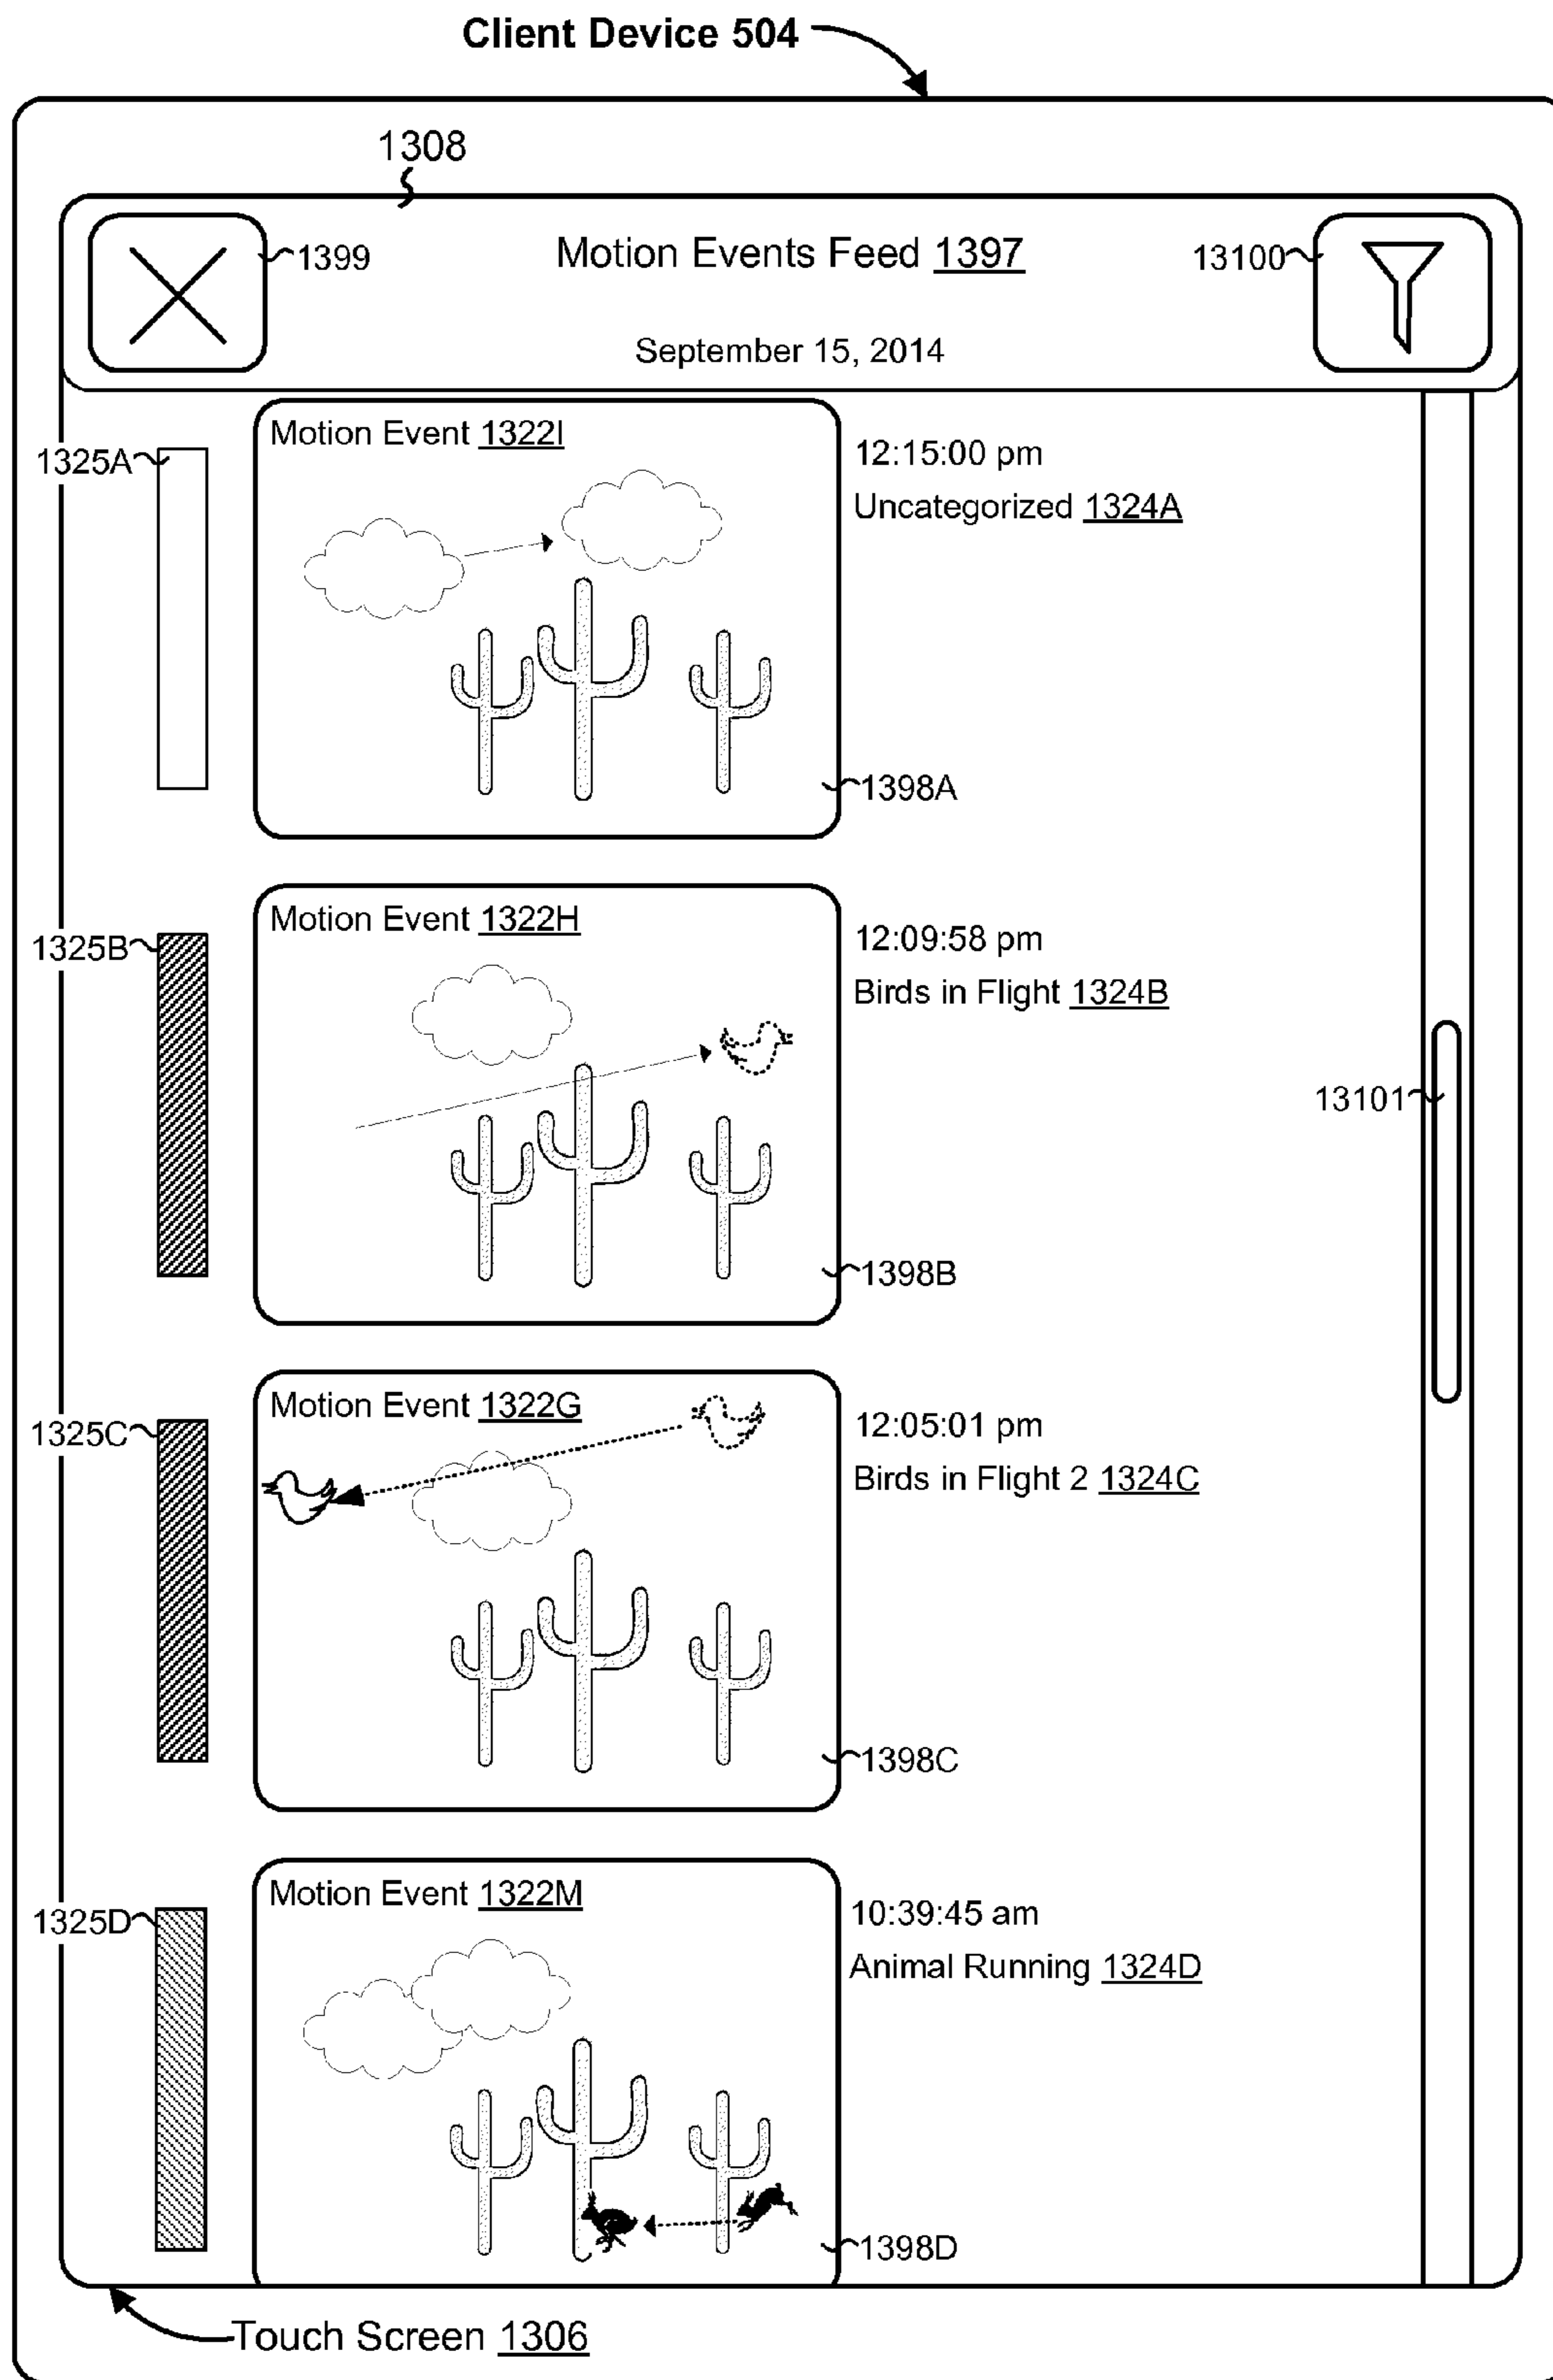 Client Device 504
1308
1399
Motion Events Feed 1397
13100
September 15, 2014
Motion Event 1322I
1325A
12:15:00 pm
Uncategorized 1324A
1398A
Motion Event 1322H
1325B
12:09:58 pm
Birds in Flight 1324B
13101
1398B
Motion Event 1322G
1325C
12:05:01 pm
Birds in Flight 2 1324C
1398C
Motion Event 1322M
1325D
10:39:45 am
Animal Running 1324D
1398D
Touch Screen 1306